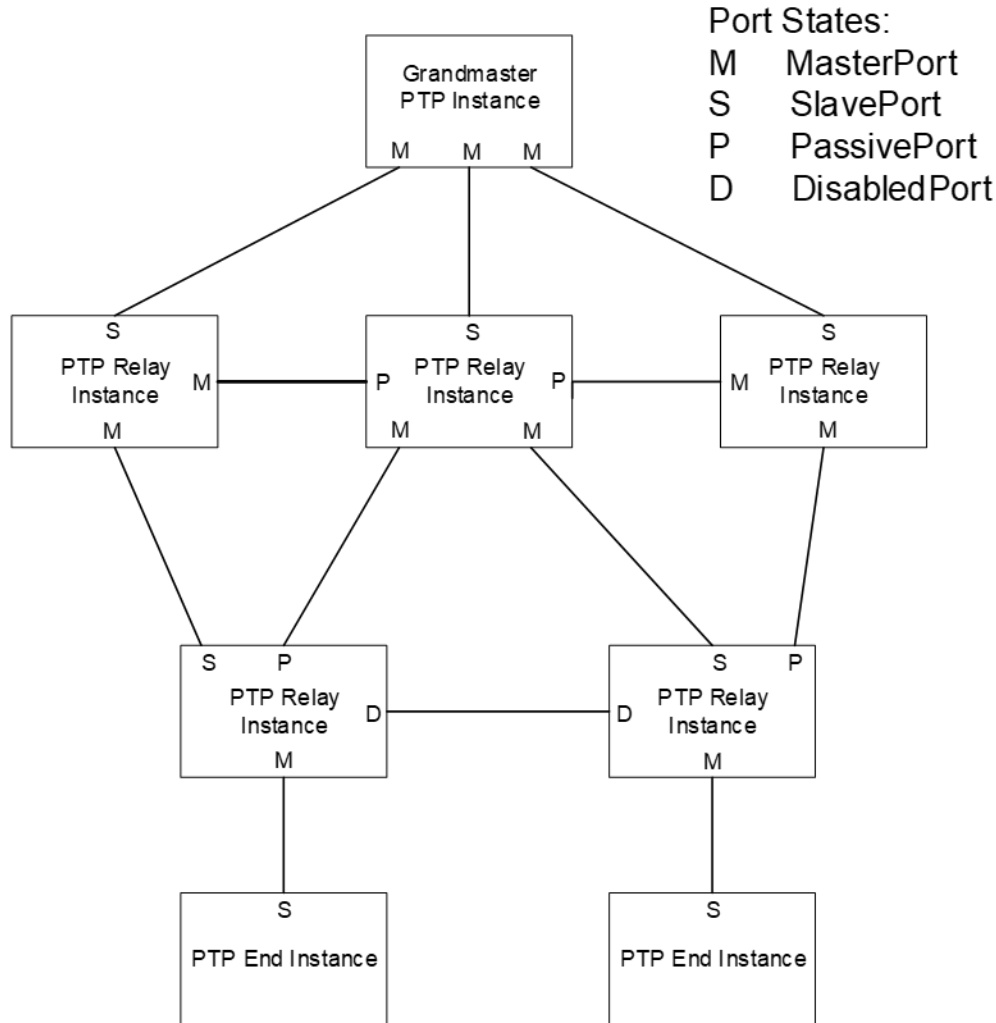 Port States:
M MasterPort
S SlavePort
P PassivePort
D DisabledPort
Grandmaster
PTP Instance
M M M
S
PTP Relay
Instance
M
M
S
P PTP Relay P
Instance
M M
S
M PTP Relay
Instance
M
S P
PTP Relay
Instance
D
M
S P
PTP Relay
D Instance
M
S
PTP End Instance
S
PTP End Instance